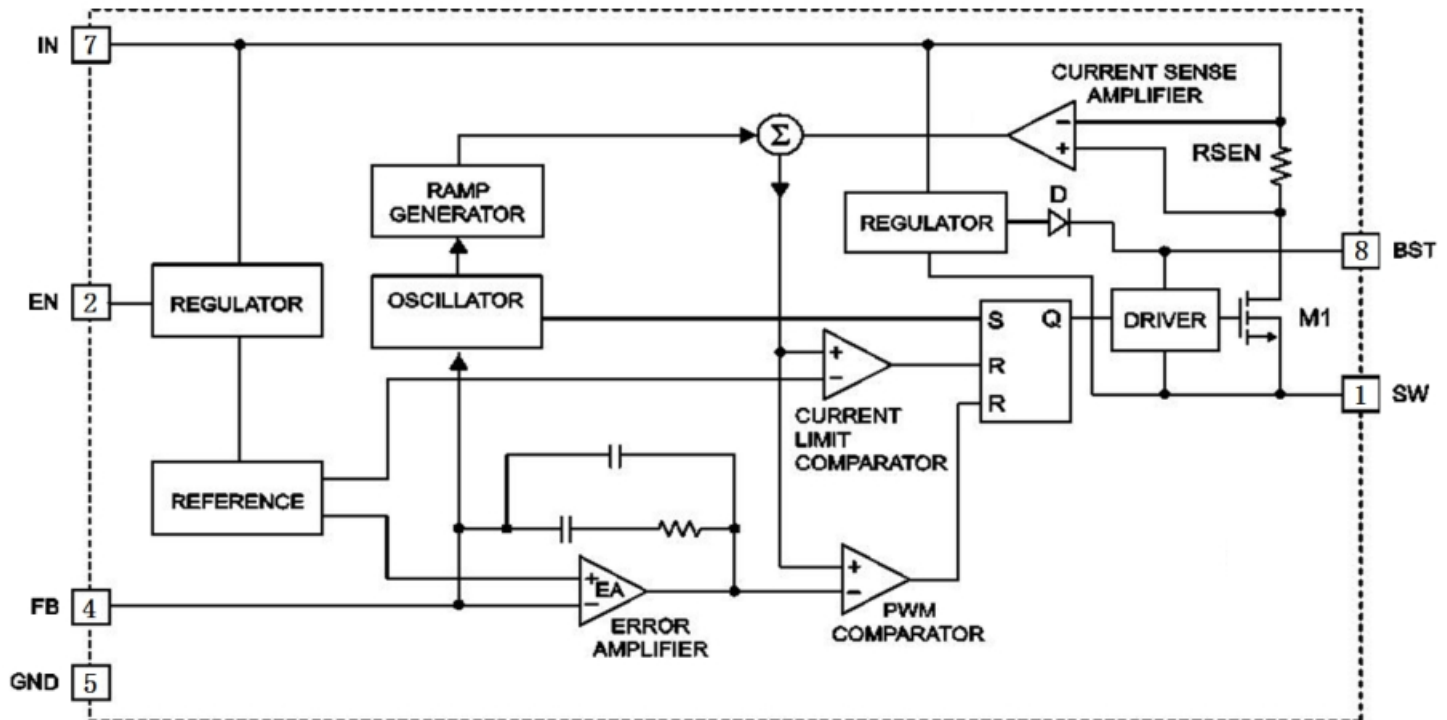 IN 7
CURRENT SENSE
AMPLIFIER
−
+
RSEN
Σ
RAMP
GENERATOR
D
REGULATOR
8 BST
EN 2
REGULATOR
OSCILLATOR
S Q
DRIVER
M1
+
−
R
R
1 SW
CURRENT
LIMIT
COMPARATOR
REFERENCE
+
EA
−
+
−
FB 4
ERROR
AMPLIFIER
PWM
COMPARATOR
GND 5